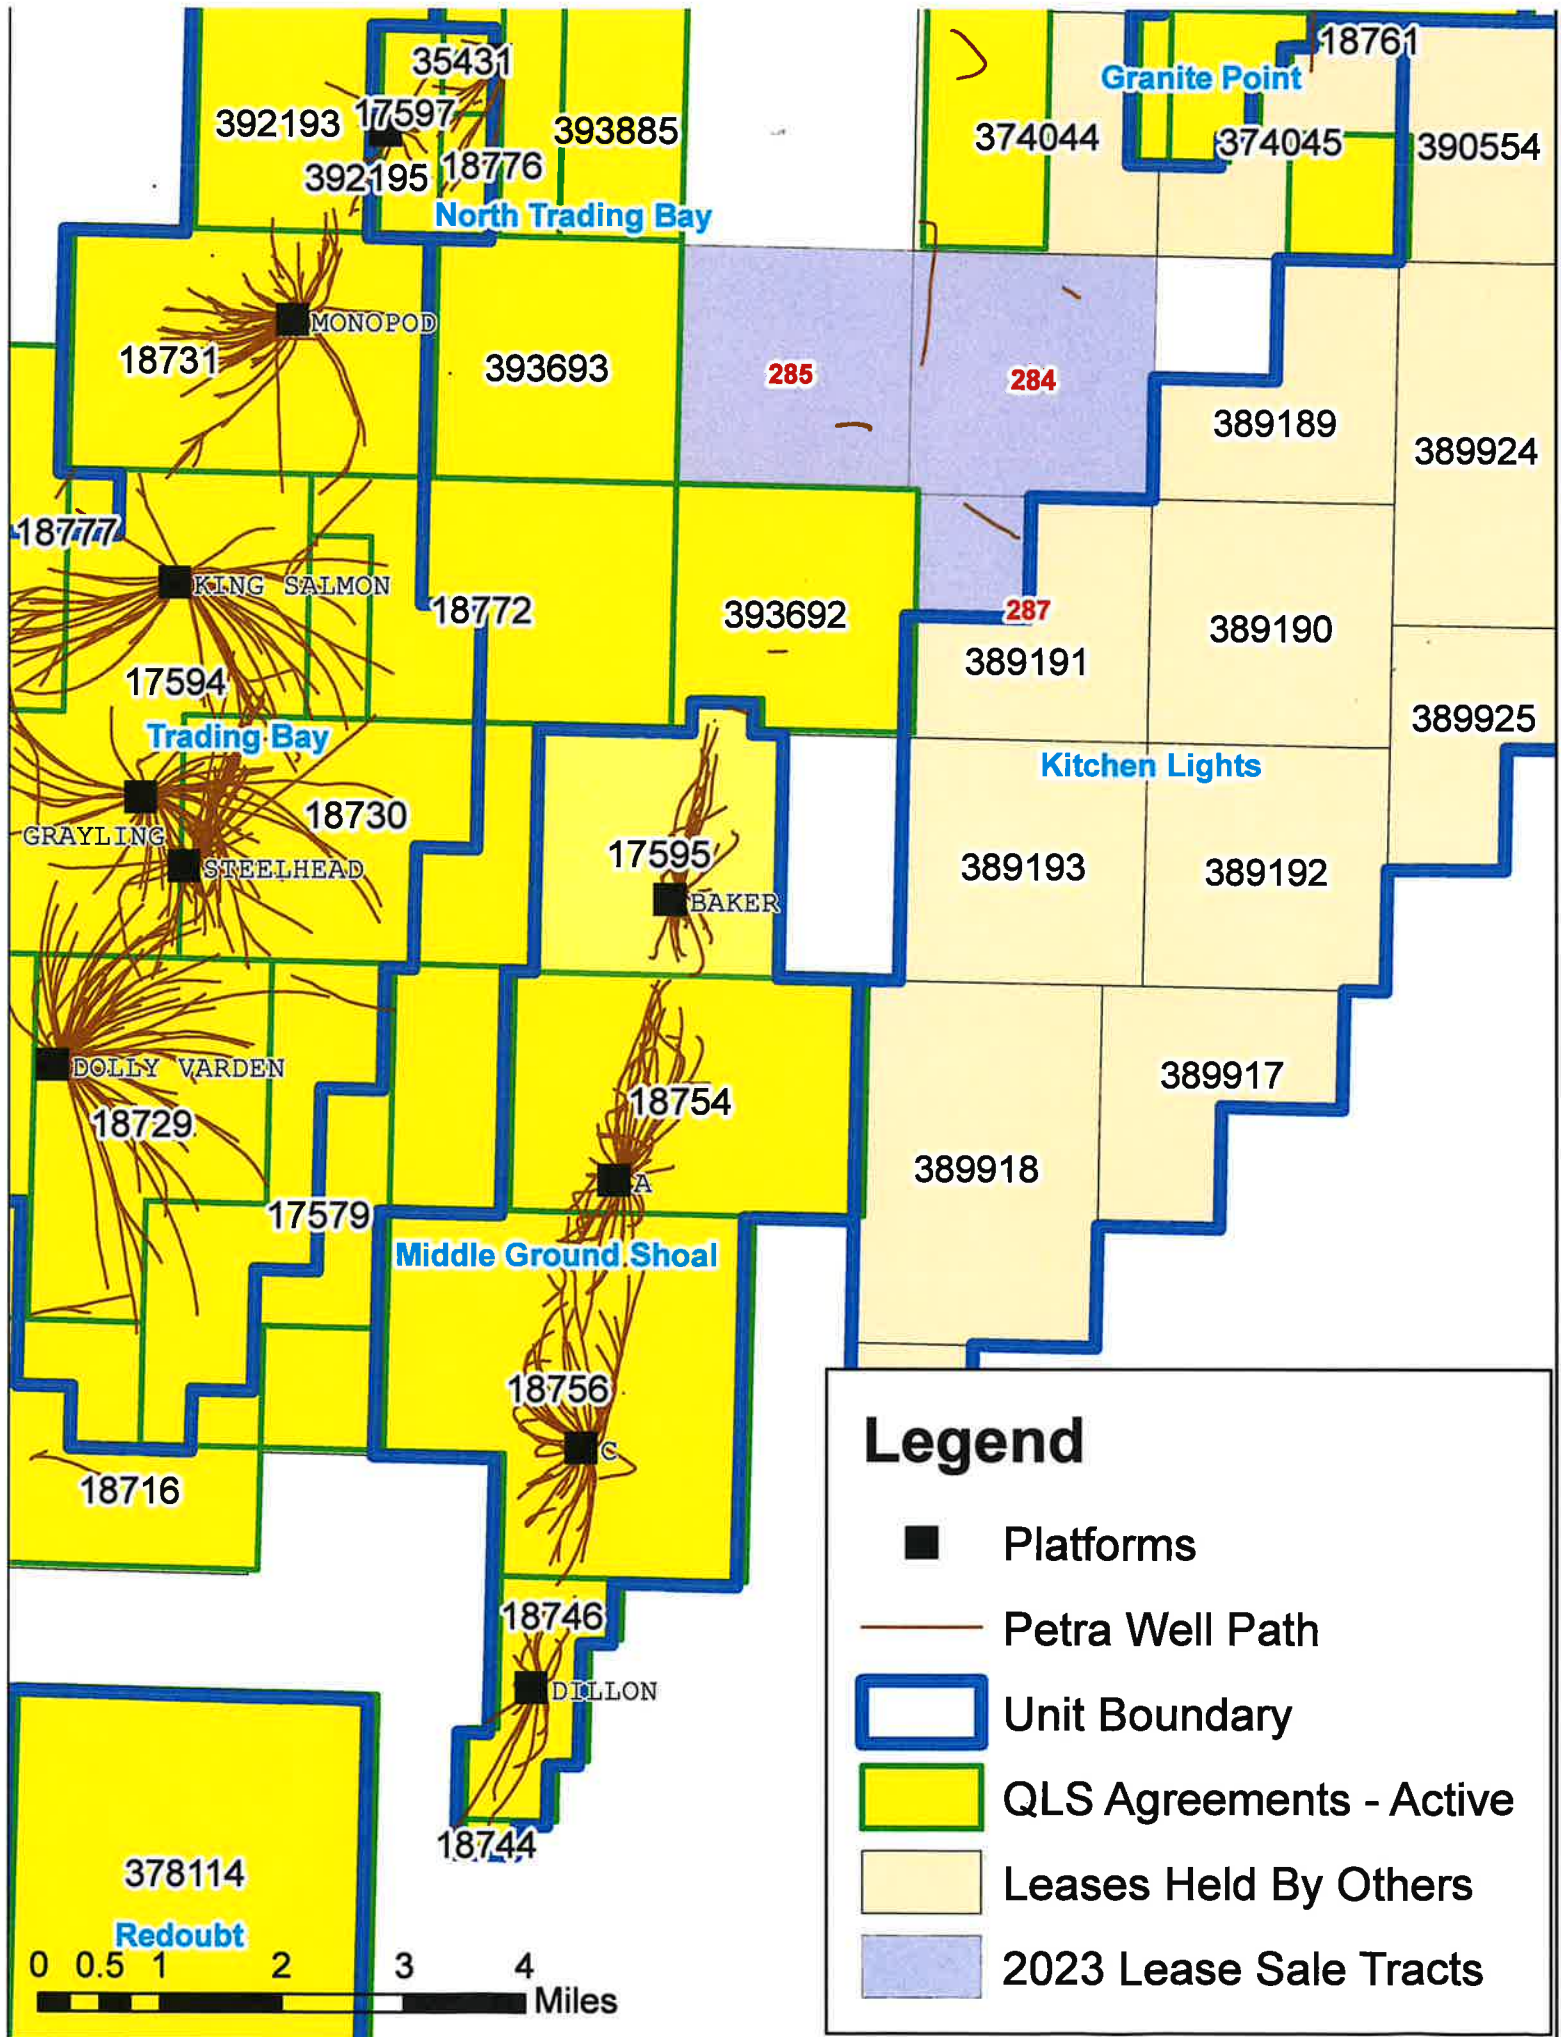 18761
35431
Granite Point
17597
392193
393885
374044
374045
390554
392195
18776
North Trading Bay
MONOPOD
18731
393693
285
284
389189
389924
18777
KING SALMON
18772
393692
287
389191
389190
17594
Trading Bay
389925
Kitchen Lights
18730
GRAYLING
STEELHEAD
17595
BAKER
389193
389192
DOLLY VARDEN
18729
18754
389917
A
389918
17579
Middle Ground Shoal
18756
C
18716
18746
DILLON
18744
378114
Redoubt
0 0.5 1 2 3 4
Miles
Legend
Platforms
Petra Well Path
Unit Boundary
QLS Agreements - Active
Leases Held By Others
2023 Lease Sale Tracts